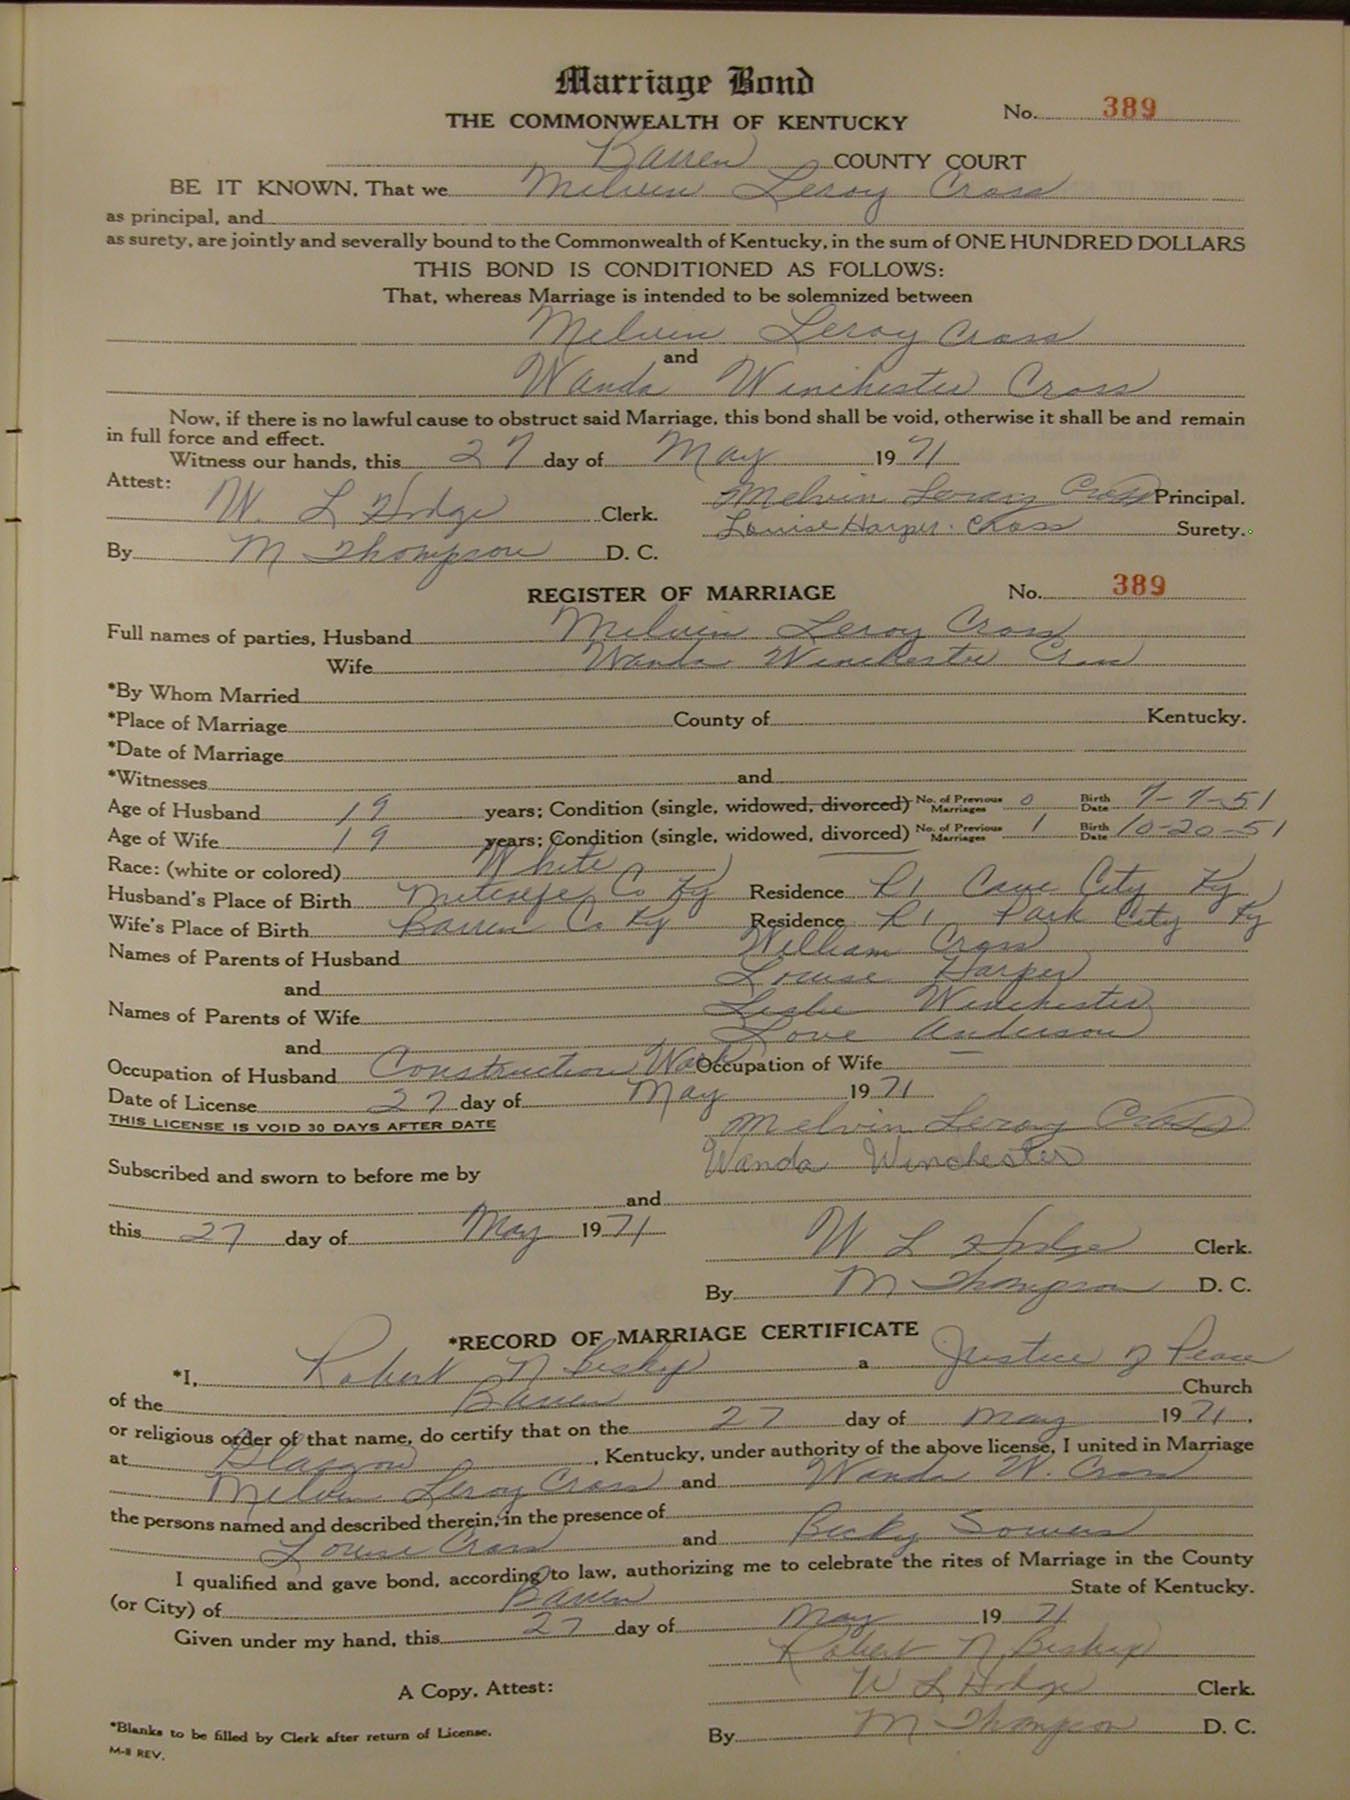 Marriage Bond
THE COMMONWEALTH OF KENTUCKY No. 389
Barren COUNTY COURT
BE IT KNOWN, That we Melvin Leroy Cross
as principal, and
as surety, are jointly and severally bound to the Commonwealth of Kentucky, in the sum of ONE HUNDRED DOLLARS
THIS BOND IS CONDITIONED AS FOLLOWS:
That, whereas Marriage is intended to be solemnized between
Melvin Leroy Cross
and
Wanda Winchester Cross
Now, if there is no lawful cause to obstruct said Marriage, this bond shall be void, otherwise it shall be and remain
in full force and effect.
Witness our hands, this 27 day of May 1971
Attest: Melvin Leroy Cross Principal.
W. L Hodge Clerk. Louise Harper Cross Surety.
By M Thompson D. C.
REGISTER OF MARRIAGE No. 389
Full names of parties, Husband Melvin Leroy Cross
Wife Wanda Winchester Cross
*By Whom Married
*Place of Marriage County of Kentucky.
*Date of Marriage
*Witnesses and
Age of Husband 19 years; Condition (single, widowed, divorced) No. of Previous Marriages 0 Birth Date 7-7-51
Age of Wife 19 years; Condition (single, widowed, divorced) No. of Previous Marriages 1 Birth Date 10-20-51
Race: (white or colored) White
Husband's Place of Birth Metcalfe Co Ky Residence R1 Cave City Ky
Wife's Place of Birth Barren Co Ky Residence R1 Park City Ky
Names of Parents of Husband William Cross
and Louise Harper
Names of Parents of Wife Leslie Winchester
and Love Anderson
Occupation of Husband Construction Work Occupation of Wife —
Date of License 27 day of May 1971
THIS LICENSE IS VOID 30 DAYS AFTER DATE Melvin Leroy Cross
Wanda Winchester
Subscribed and sworn to before me by
and
this 27 day of May 1971 W L Hodge Clerk.
By M Thompson D. C.
*RECORD OF MARRIAGE CERTIFICATE
*I, Robert N Bishop a Justice of Peace
of the Barren Church
or religious order of that name, do certify that on the 27 day of May 1971,
at Glasgow, Kentucky, under authority of the above license, I united in Marriage
Melvin Leroy Cross and Wanda W. Cross
the persons named and described therein, in the presence of
Louise Cross and Becky Sowers
I qualified and gave bond, according to law, authorizing me to celebrate the rites of Marriage in the County
(or City) of Barren State of Kentucky.
Given under my hand, this 27 day of May 1971
Robert N Bishop
A Copy, Attest: W L Hodge Clerk.
*Blanks to be filled by Clerk after return of License. By M Thompson D. C.
M-8 REV.